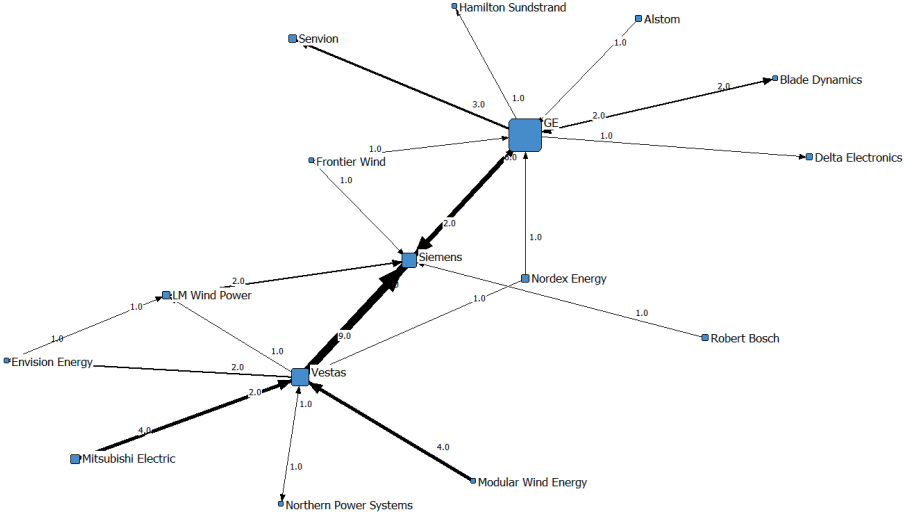 Hamilton Sundstrand
Alstom
Senvion
1.0
Blade Dynamics
2.0
1.0
3.0
2.0
GE
1.0
1.0
Delta Electronics
Frontier Wind
6.0
1.0
2.0
1.0
Siemens
Nordex Energy
2.0
LM Wind Power
1.0
1.0
1.0
Robert Bosch
1.0
9.0
1.0
Envision Energy
2.0
Vestas
2.0
1.0
4.0
4.0
Mitsubishi Electric
1.0
Modular Wind Energy
Northern Power Systems